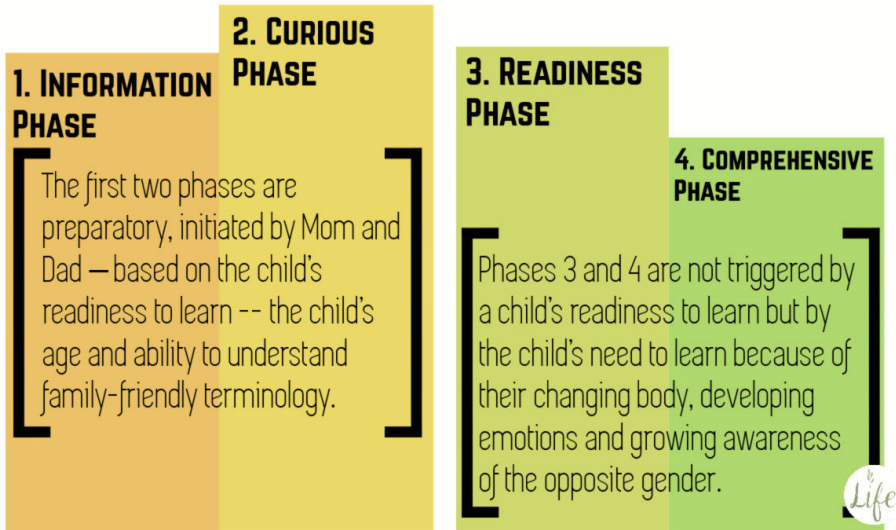 1. INFORMATION
PHASE
2. CURIOUS
PHASE
The first two phases are
preparatory, initiated by Mom and
Dad – based on the child's
readiness to learn -- the child's
age and ability to understand
family-friendly terminology.
3. READINESS
PHASE
4. COMPREHENSIVE
PHASE
Phases 3 and 4 are not triggered by
a child's readiness to learn but by
the child's need to learn because of
their changing body, developing
emotions and growing awareness
of the opposite gender.
Life